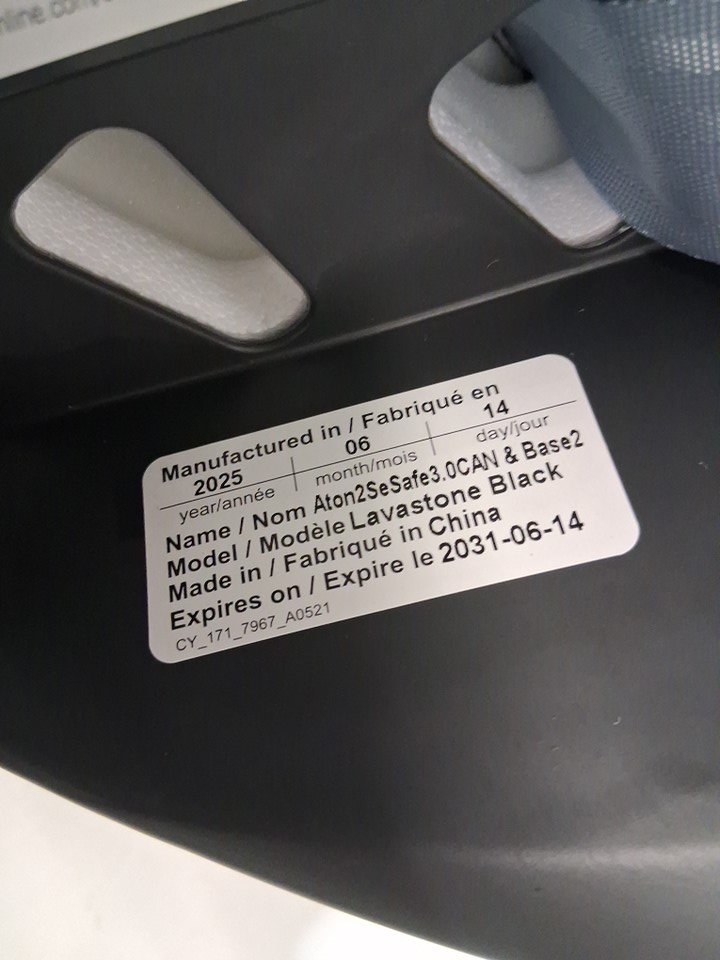 Manufactured in / Fabriqué en
2025 06 14
year/année month/mois day/jour
Name / Nom Aton2SeSafe3.0CAN & Base2
Model / Modèle Lavastone Black
Made in / Fabriqué in China
Expires on / Expire le 2031-06-14
CY_171_7967_A0521